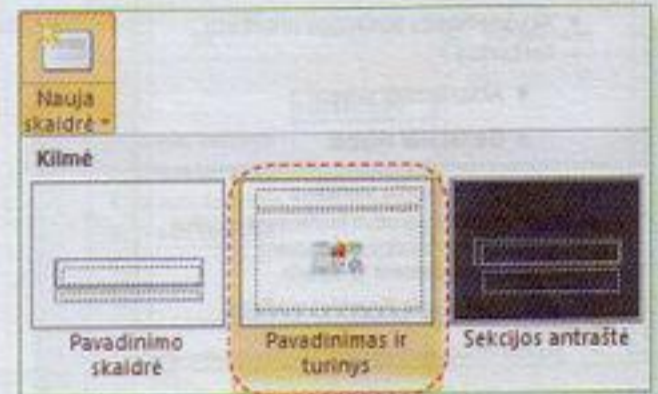 Nauja
skaidrė
Kilmė
Pavadinimo
skaidrė
Pavadinimas ir
turinys
Sekcijos antraštė